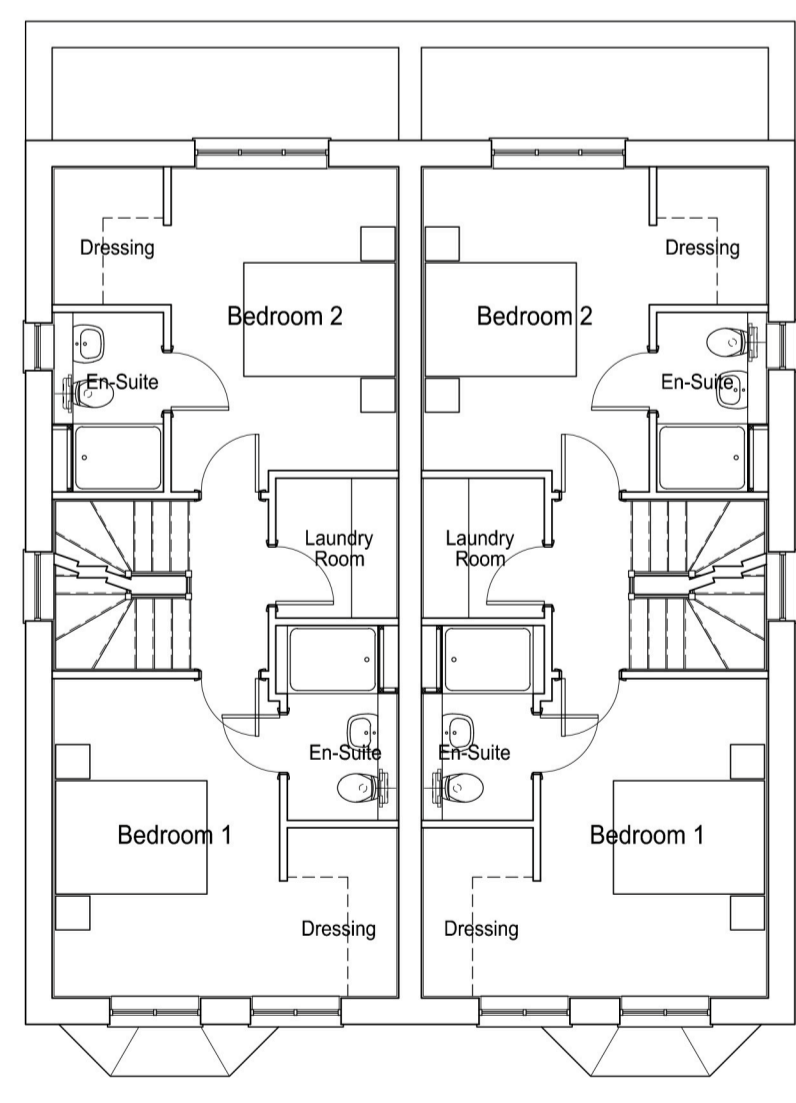 Dressing
Dressing
Bedroom 2
Bedroom 2
En-Suite
En-Suite
Laundry
Room
Laundry
Room
En-Suite
En-Suite
Bedroom 1
Bedroom 1
Dressing
Dressing